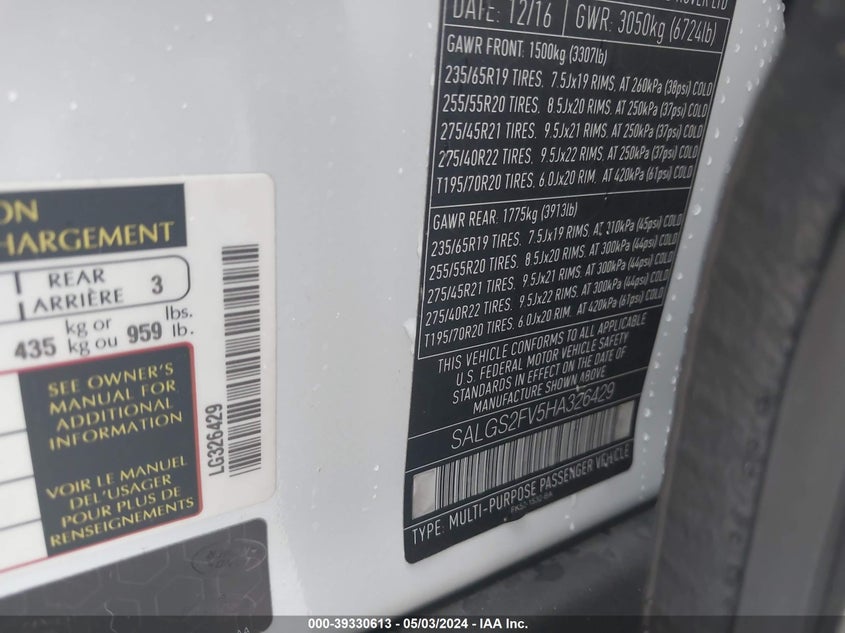 ROVER LTD
DATE: 12/16 GWR: 3050kg (6724lb)
GAWR FRONT: 1500kg (3307lb)
235/65R19 TIRES, 7.5Jx19 RIMS, AT 260kPa (38psi) COLD
255/55R20 TIRES, 8.5Jx20 RIMS, AT 250kPa (37psi) COLD
275/45R21 TIRES, 9.5Jx21 RIMS, AT 250kPa (37psi) COLD
275/40R22 TIRES, 9.5Jx22 RIMS, AT 250kPa (37psi) COLD
T195/70R20 TIRES, 6.0Jx20 RIM, AT 420kPa (61psi) COLD
GAWR REAR: 1775kg (3913lb)
235/65R19 TIRES, 7.5Jx19 RIMS, AT 310kPa (45psi) COLD
255/55R20 TIRES, 8.5Jx20 RIMS, AT 300kPa (44psi) COLD
275/45R21 TIRES, 9.5Jx21 RIMS, AT 300kPa (44psi) COLD
275/40R22 TIRES, 9.5Jx22 RIMS, AT 300kPa (44psi) COLD
T195/70R20 TIRES, 6.0Jx20 RIM, AT 420kPa (61psi) COLD
THIS VEHICLE CONFORMS TO ALL APPLICABLE
U.S. FEDERAL MOTOR VEHICLE SAFETY
STANDARDS IN EFFECT ON THE DATE OF
MANUFACTURE SHOWN ABOVE
SALGS2FV5HA326429
TYPE: MULTI-PURPOSE PASSENGER VEHICLE
ON
HARGEMENT
REAR
ARRIÈRE 3
435 kg or
kg ou 959 lbs.
lb.
SEE OWNER'S
MANUAL FOR
ADDITIONAL
INFORMATION
VOIR LE MANUEL
DEL'USAGER
POUR PLUS DE
RENSEIGNEMENTS
LG326429
000-39330613 - 05/03/2024 - IAA Inc.